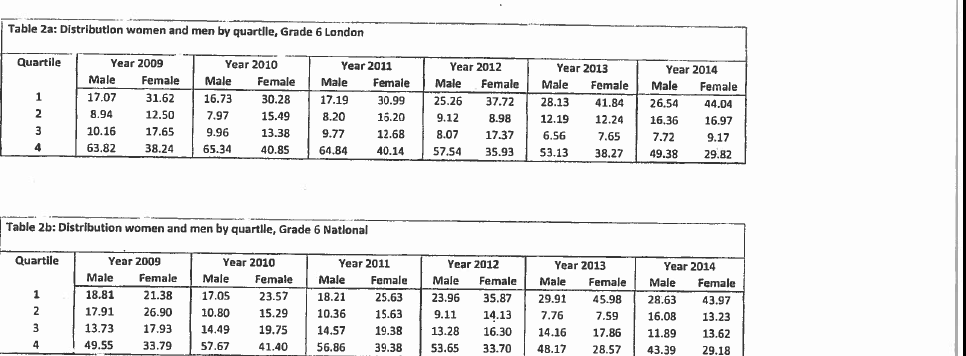 Table 2a: Distribution women and men by quartile, Grade 6 London
Quartile Year 2009 Year 2010 Year 2011 Year 2012 Year 2013 Year 2014
Male Female Male Female Male Female Male Female Male Female Male Female
1 17.07 31.62 16.73 30.28 17.19 30.99 25.26 37.72 28.13 41.84 26.54 44.04
2 8.94 12.50 7.97 15.49 8.20 16.20 9.12 8.98 12.19 12.24 16.36 16.97
3 10.16 17.65 9.96 13.38 9.77 12.68 8.07 17.37 6.56 7.65 7.72 9.17
4 63.82 38.24 65.34 40.85 64.84 40.14 57.54 35.93 53.13 38.27 49.38 29.82
Table 2b: Distribution women and men by quartile, Grade 6 National
Quartile Year 2009 Year 2010 Year 2011 Year 2012 Year 2013 Year 2014
Male Female Male Female Male Female Male Female Male Female Male Female
1 18.81 21.38 17.05 23.57 18.21 25.63 23.96 35.87 29.91 45.98 28.63 43.97
2 17.91 26.90 10.80 15.29 10.36 15.63 9.11 14.13 7.76 7.59 16.08 13.23
3 13.73 17.93 14.49 19.75 14.57 19.38 13.28 16.30 14.16 17.86 11.89 13.62
4 49.55 33.79 57.67 41.40 56.86 39.38 53.65 33.70 48.17 28.57 43.39 29.18